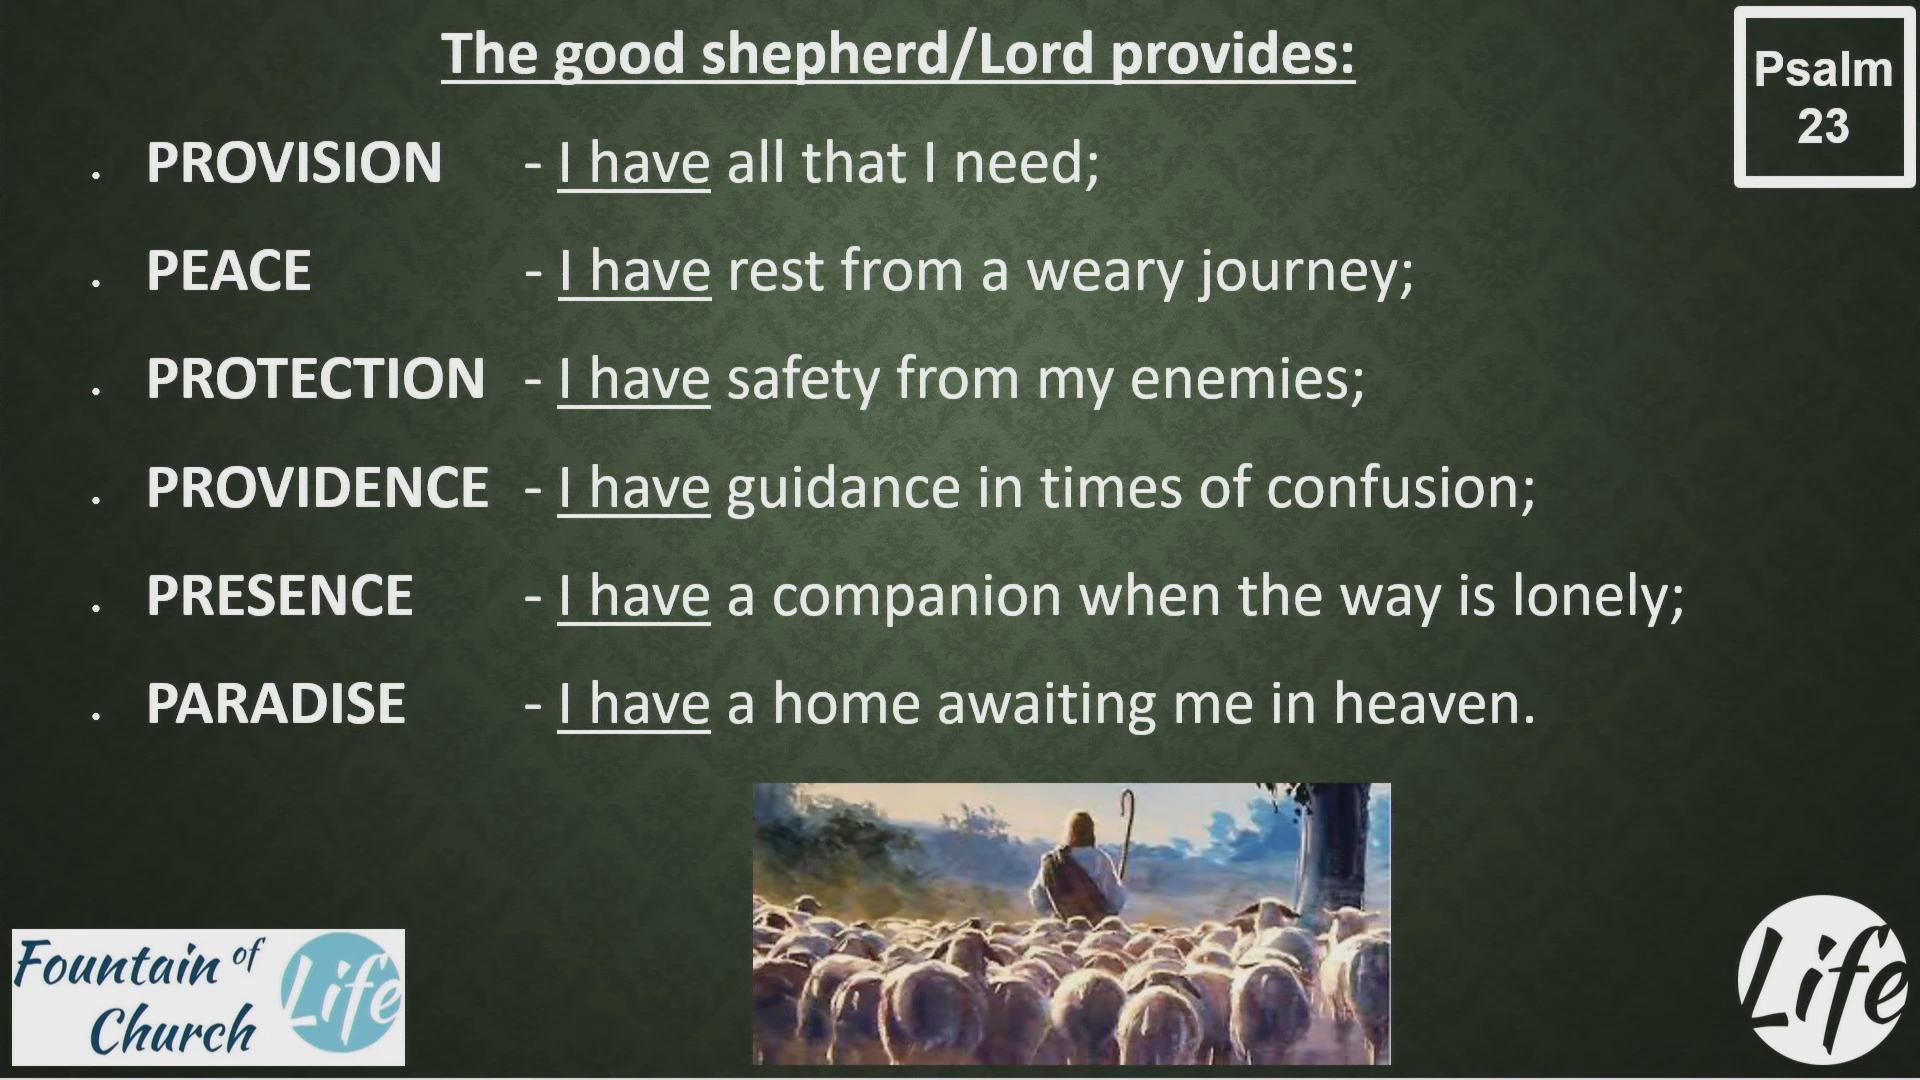 The good shepherd/Lord provides:
Psalm
23
. PROVISION - I have all that I need;
. PEACE - I have rest from a weary journey;
. PROTECTION - I have safety from my enemies;
. PROVIDENCE - I have guidance in times of confusion;
. PRESENCE - I have a companion when the way is lonely;
. PARADISE - I have a home awaiting me in heaven.
Fountain of
Church
Life
Life